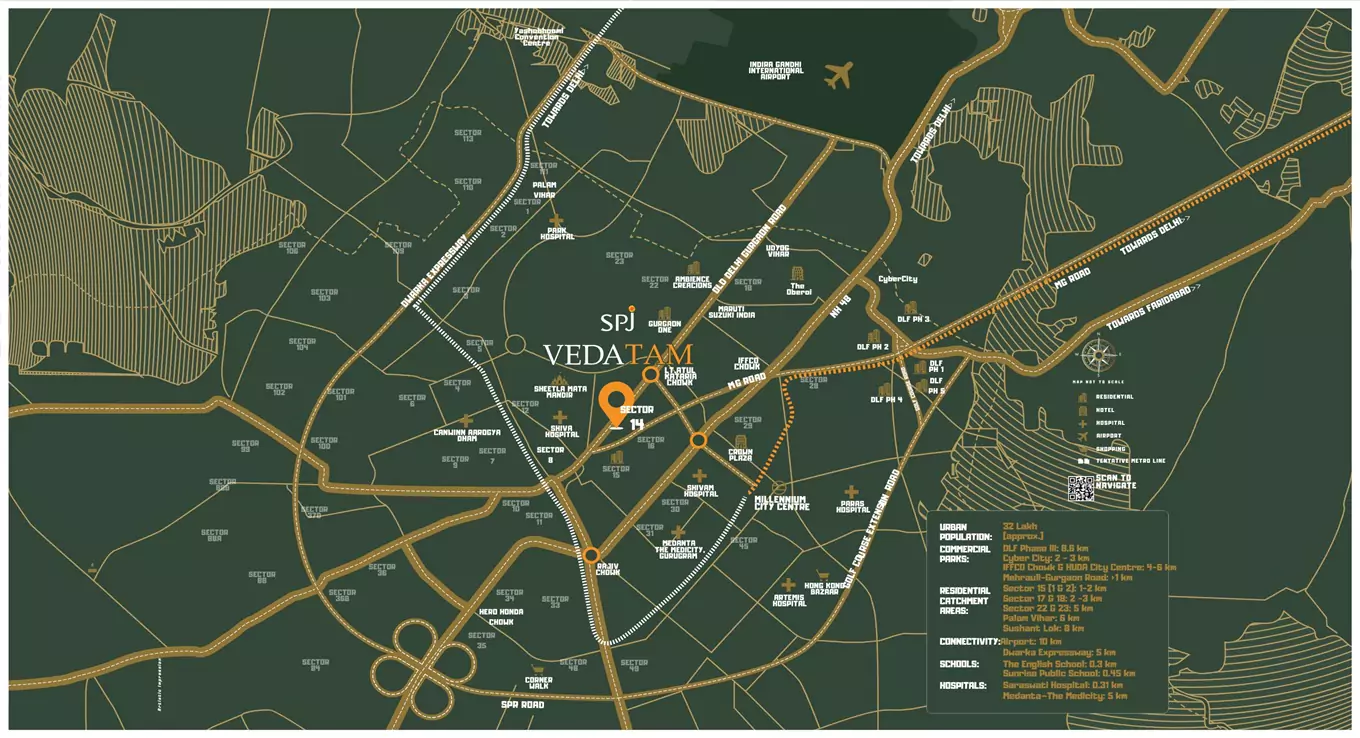 Yashobhoomi
Convention
Centre
TOWARDS DELHI
INDIRA GANDHI
INTERNATIONAL
AIRPORT
TOWARDS DELHI
SECTOR
113
SECTOR
111
SECTOR
110
PALAM
VIHAR
SECTOR
1
SECTOR
2
PARK
HOSPITAL
SECTOR
106
SECTOR
109
DWARKA EXPRESSWAY
SECTOR
23
OLD DELHI GURGAON ROAD
UDYOG
VIHAR
TOWARDS DELHI
MG ROAD
TOWARDS FARIDABAD
SECTOR
103
SECTOR
3
SECTOR
22
AMBIENCE
CREACIONS
SECTOR
18
The
Oberoi
CyberCity
NH 48
MARUTI
SUZUKI INDIA
DLF PH 3
SPJ
VEDATAM
GURGAON
ONE
SECTOR
104
SECTOR
5
DLF PH 2
IFFCO
CHOWK
MG ROAD
DLF
PH 1
DLF
PH 5
DLF PH 4
LT.ATUL
KATARIA
CHOWK
SHEETLA MATA
MANDIR
SECTOR
102
SECTOR
101
SECTOR
4
SECTOR
6
SECTOR
12
SECTOR
14
SECTOR
28
SECTOR
29
N
W
E
MAP NOT TO SCALE
RESIDENTIAL
HOTEL
HOSPITAL
AIRPORT
SHOPPING
TENTATIVE METRO LINE
SCAN TO
NAVIGATE
SECTOR
99
SECTOR
100
CANWINN AAROGYA
DHAM
SHIVA
HOSPITAL
SECTOR
8
SECTOR
16
CROWN
PLAZA
SECTOR
9
SECTOR
7
SECTOR
15
SHIVAM
HOSPITAL
MILLENNIUM
CITY CENTRE
PARAS
HOSPITAL
GOLF COURSE EXTENSION ROAD
SECTOR
SECTOR
37D
SECTOR
10
SECTOR
11
SECTOR
30
SECTOR
31
SECTOR
88A
MEDANTA
THE MEDICITY,
GURUGRAM
SECTOR
45
RAJIV
CHOWK
SECTOR
88
SECTOR
36
SECTOR
36B
SECTOR
34
SECTOR
33
HERO HONDA
CHOWK
SECTOR
35
ARTEMIS
HOSPITAL
HONG KONG
BAZAAR
SECTOR
84
SECTOR
48
SECTOR
49
CORNER
WALK
SPR ROAD
Artistic Impression
URBAN
POPULATION:
32 Lakh
(approx.)
COMMERCIAL
PARKS:
DLF Phase III: 6.6 km
Cyber City: 2 - 3 km
IFFCO Chowk & HUDA City Centre: 4-6 km
Mehrauli-Gurgaon Road: >1 km
RESIDENTIAL
CATCHMENT
AREAS:
Sector 15 (1 & 2): 1-2 km
Sector 17 & 18: 2 -3 km
Sector 22 & 23: 5 km
Palam Vihar: 6 km
Sushant Lok: 8 km
CONNECTIVITY:
Airport: 10 km
Dwarka Expressway: 5 km
SCHOOLS:
The English School: 0.3 km
Sunrise Public School: 0.45 km
HOSPITALS:
Saraswati Hospital: 0.31 km
Medanta-The Medicity: 5 km